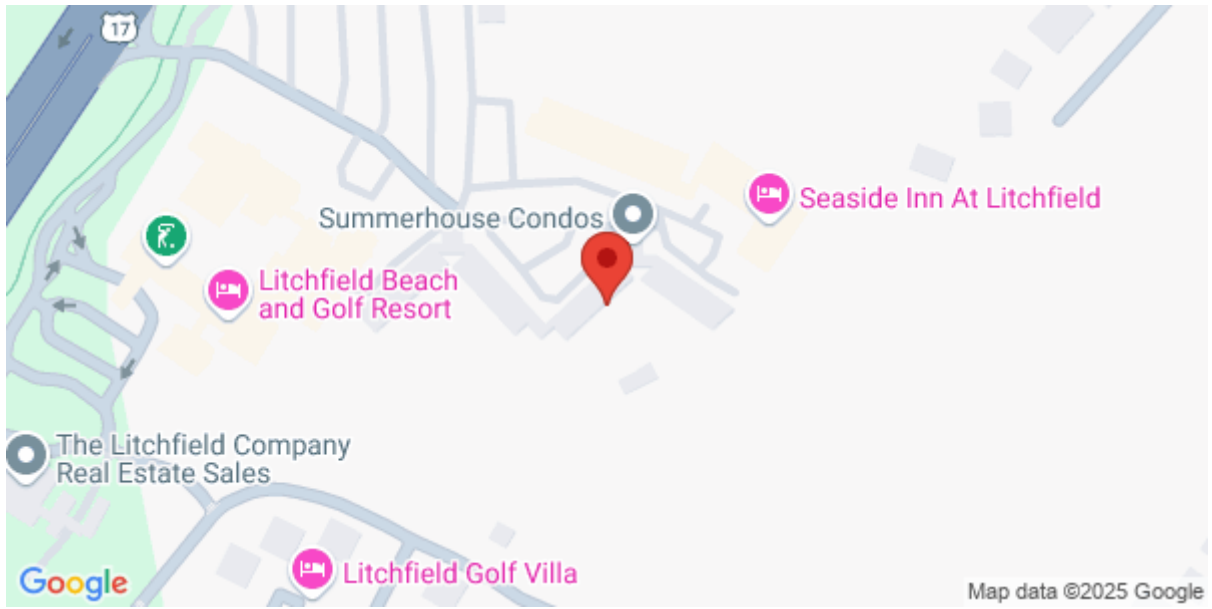 17
Summerhouse Condos
Seaside Inn At Litchfield
Litchfield Beach
and Golf Resort
The Litchfield Company
Real Estate Sales
Litchfield Golf Villa
Google
Map data ©2025 Google